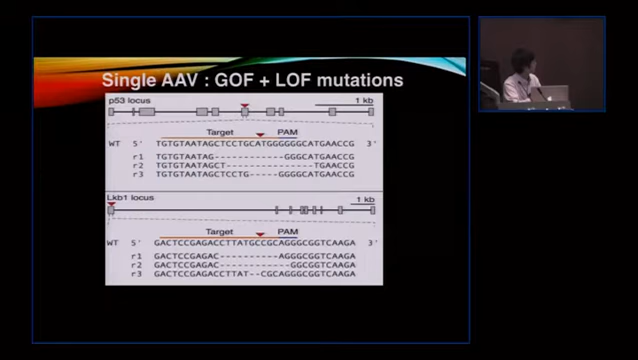 Single AAV : GOF + LOF mutations
p53 locus
1 kb
Target PAM
WT 5' TGTGTAATAGCTCCTGCATGGGGGGCATGAACCG 3'
r1 TGTGTAATAG-----------GGGCATGAACCG
r2 TGTGTAATAGCT--------------TGAACCG
r3 TGTGTAATAGCTCCTG-----GGGGCATGAACCG
Lkb1 locus
1 kb
Target PAM
WT 5' GACTCCGAGACCTTATGCCGCAGGGCGGTCAAGA 3'
r1 GACTCCGAGAC-----------AGGGCGGTCAAGA
r2 GACTCCGAGAC------------GGCGGTCAAGA
r3 GACTCCGAGACCTTAT--CGCAGGGCGGTCAAGA